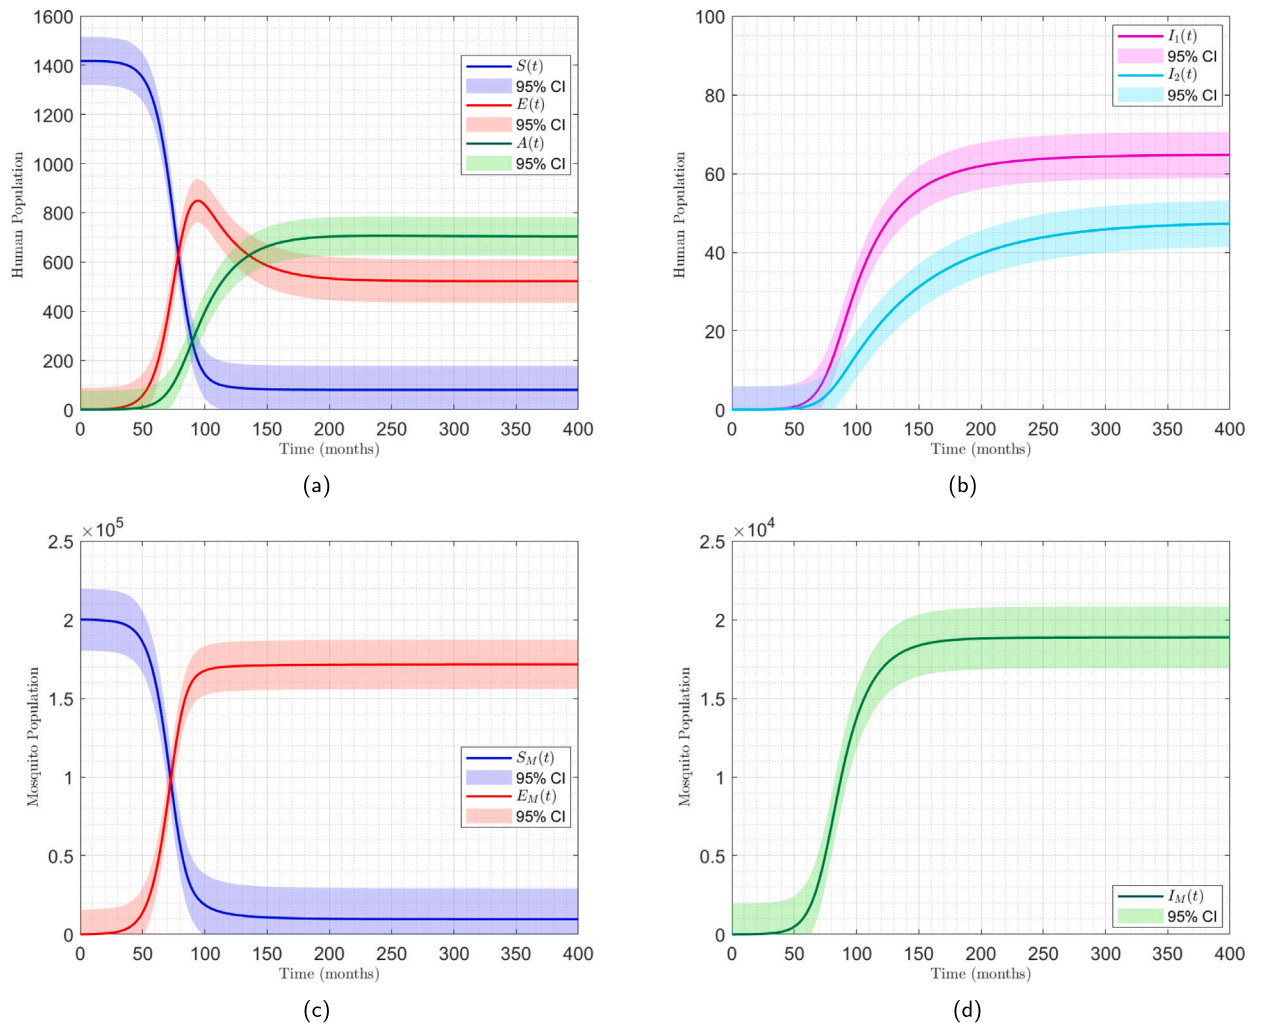 1600
1400
1200
1000
800
600
400
200
0
Human Population
S(t)
95% CI
E(t)
95% CI
A(t)
95% CI
0 50 100 150 200 250 300 350 400
Time (months)
(a)
100
80
60
40
20
0
Human Population
I₁(t)
95% CI
I₂(t)
95% CI
0 50 100 150 200 250 300 350 400
Time (months)
(b)
×10⁵
2.5
2
1.5
1
0.5
0
Mosquito Population
S_M(t)
95% CI
E_M(t)
95% CI
0 50 100 150 200 250 300 350 400
Time (months)
(c)
×10⁴
2.5
2
1.5
1
0.5
0
Mosquito Population
I_M(t)
95% CI
0 50 100 150 200 250 300 350 400
Time (months)
(d)